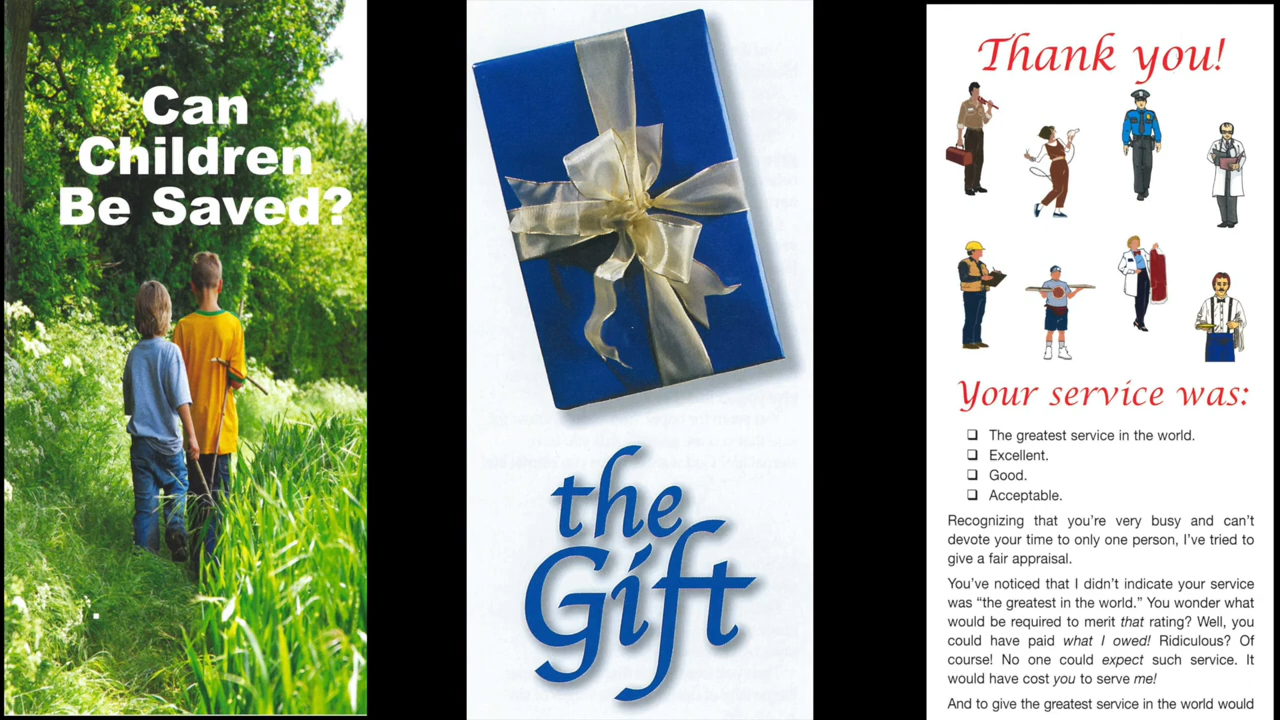 Can
Children
Be Saved?
the
Gift
Thank you!
Your service was:
❑ The greatest service in the world.
❑ Excellent.
❑ Good.
❑ Acceptable.
Recognizing that you're very busy and can't
devote your time to only one person, I've tried to
give a fair appraisal.
You've noticed that I didn't indicate your service
was “the greatest in the world.” You wonder what
would be required to merit that rating? Well, you
could have paid what I owed! Ridiculous? Of
course! No one could expect such service. It
would have cost you to serve me!
And to give the greatest service in the world would